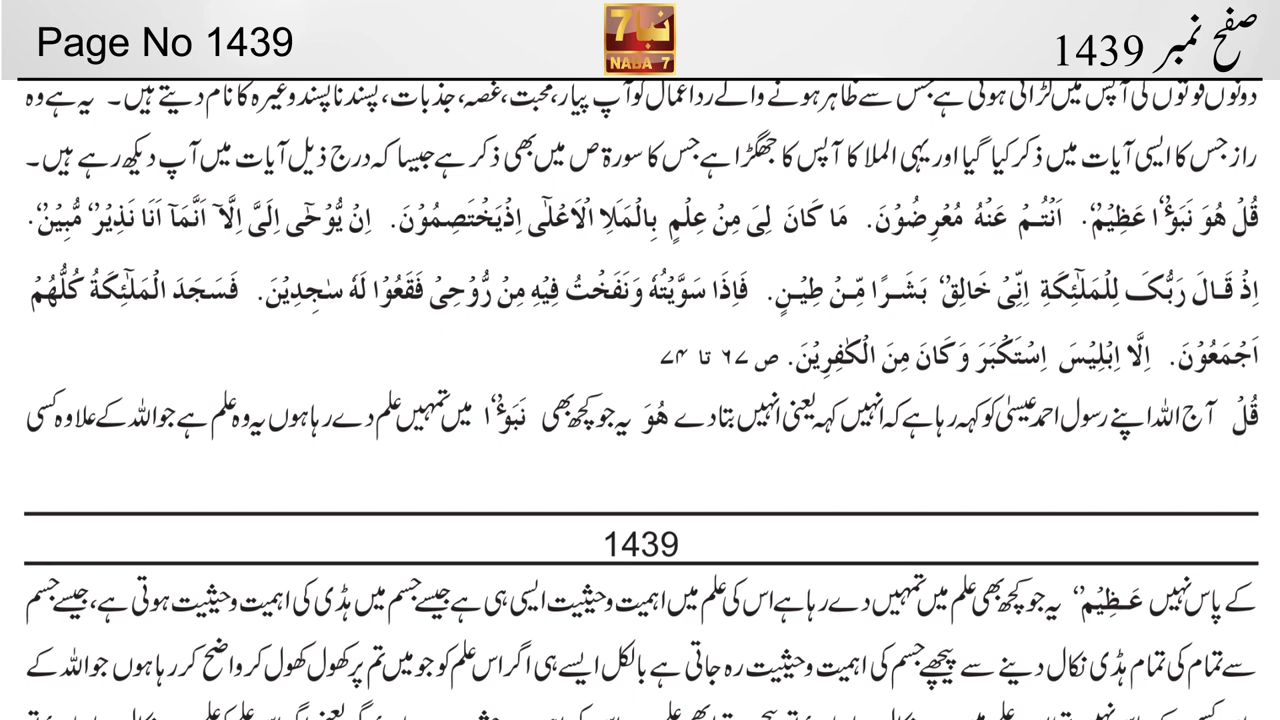 Page No 1439
نبا 7
NABA 7
صفح نمبر 1439
دونوں قوتوں کی آپس میں لڑائی ہوتی ہے جس سے ظاہر ہونے والے رد اعمال کو آپ پیار، محبت، غصہ، جذبات، پسند ناپسند وغیرہ کا نام دیتے ہیں۔ یہ ہے وہ
راز جس کا ایسی آیات میں ذکر کیا گیا اور یہی الملا کا آپس کا جھگڑا ہے جس کا سورۃ ص میں بھی ذکر ہے جیسا کہ درج ذیل آیات میں آپ دیکھ رہے ہیں۔
قُلْ هُوَ نَبَؤٌا عَظِيْمٌ. اَنْتُمْ عَنْهُ مُعْرِضُوْنَ. مَا كَانَ لِىَ مِنْ عِلْمٍ بِالْمَلَاِ الْاَعْلٰٓى اِذْيَخْتَصِمُوْنَ. اِنْ يُّوْحٰٓى اِلَىَّ اِلَّآ اَنَّمَآ اَنَا نَذِيْرٌ مُّبِيْنٌ.
اِذْ قَالَ رَبُّكَ لِلْمَلٰٓئِكَةِ اِنِّىْ خَالِقٌ بَشَرًا مِّنْ طِيْنٍ. فَاِذَا سَوَّيْتُهٗ وَنَفَخْتُ فِيْهِ مِنْ رُّوْحِىْ فَقَعُوْا لَهٗ سٰجِدِيْنَ. فَسَجَدَ الْمَلٰٓئِكَةُ كُلُّهُمْ
اَجْمَعُوْنَ. اِلَّا اِبْلِيْسَ اِسْتَكْبَرَ وَكَانَ مِنَ الْكٰفِرِيْنَ. ص ۶۷ تا ۷۴
قُلْ آج اللہ اپنے رسول احمد عیسیٰ کو کہہ رہا ہے کہ انہیں کہہ یعنی انہیں بتا دے هُوَ یہ جو کچھ بھی نَبَؤٌا میں تمہیں علم دے رہا ہوں یہ وہ علم ہے جو اللہ کے علاوہ کسی
1439
کے پاس نہیں عَظِيْمٌ یہ جو کچھ بھی علم میں تمہیں دے رہا ہے اس کی علم میں اہمیت و حیثیت ایسی ہی ہے جیسے جسم میں ہڈی کی اہمیت و حیثیت ہوتی ہے، جیسے جسم
سے تمام کی تمام ہڈی نکال دینے سے پیچھے جسم کی اہمیت و حیثیت رہ جاتی ہے بالکل ایسے ہی اگر اس علم کو جو میں تم پر کھول کھول کر واضح کر رہا ہوں جو اللہ کے